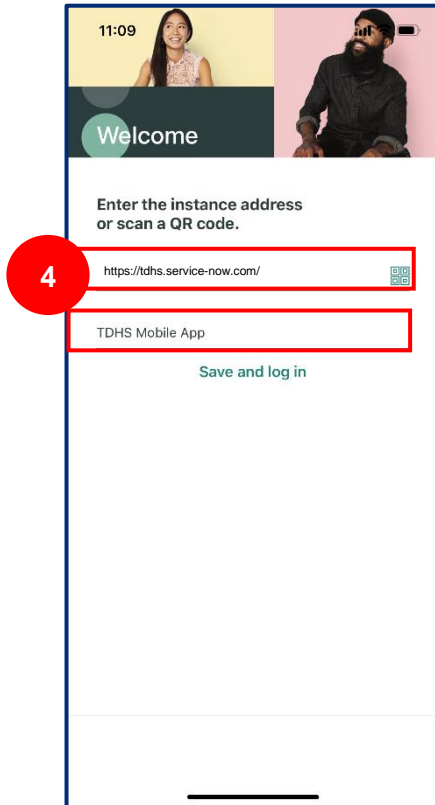 11:09
Welcome
Enter the instance address
or scan a QR code.
4
https://tdhs.service-now.com/
TDHS Mobile App
Save and log in